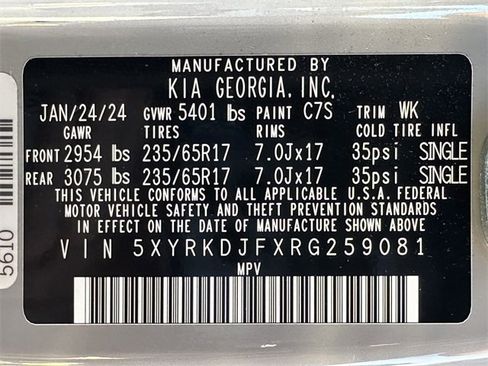 MANUFACTURED BY
KIA GEORGIA, INC,
JAN/24/24 GVWR 5401 lbs PAINT C7S TRIM WK
GAWR TIRES RIMS COLD TIRE INFL
FRONT 2954 lbs 235/65R17 7.0Jx17 35psi SINGLE
REAR 3075 lbs 235/65R17 7.0Jx17 35psi SINGLE
THIS VEHICLE CONFORMS TO ALL APPLICABLE U.S.A. FEDERAL
MOTOR VEHICLE SAFETY AND THEFT PREVENTION STANDARDS
IN EFFECT ON THE DATE OF MANUFACTURE SHOWN ABOVE
VIN 5XYRKDJFXRG259081
MPV
5610